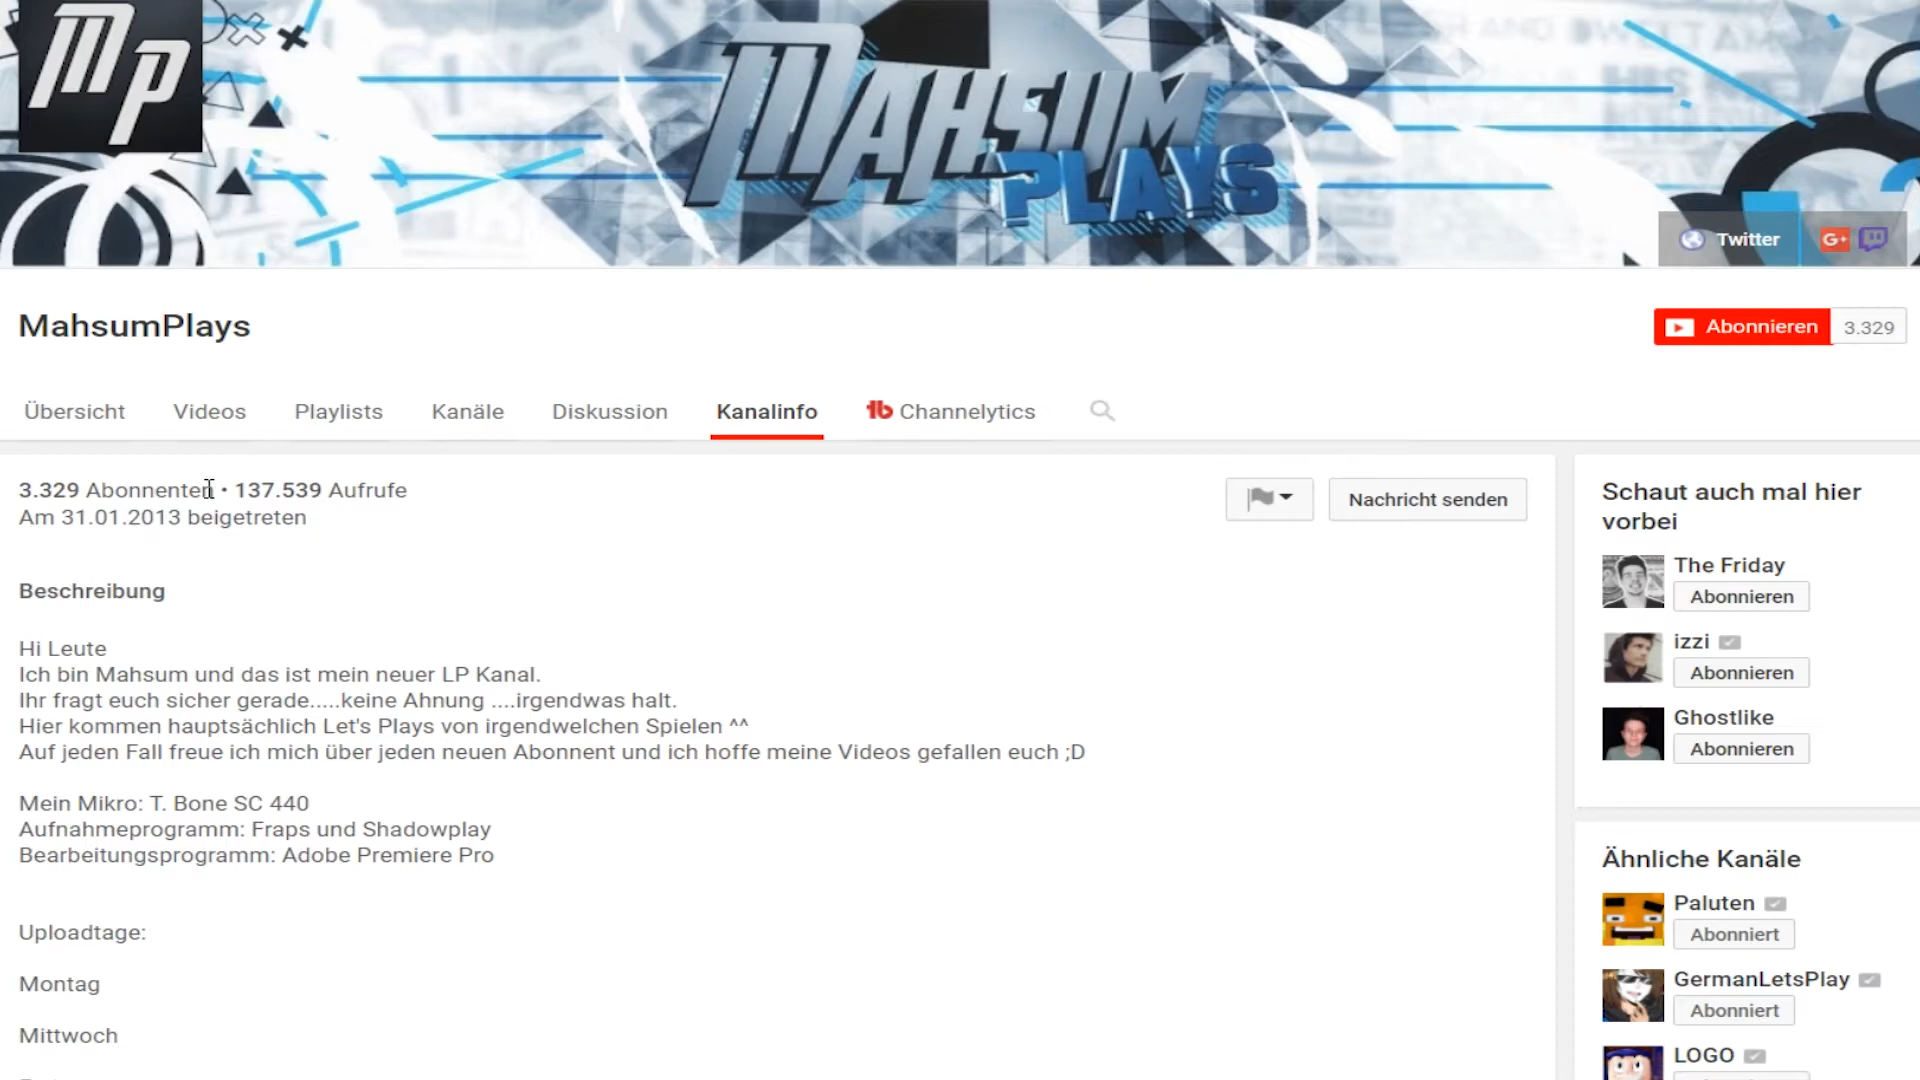 MP
MAHSUM
PLAYS
Twitter
G+
MahsumPlays
Abonnieren 3.329
Übersicht Videos Playlists Kanäle Diskussion Kanalinfo tb Channelytics
3.329 Abonnenten • 137.539 Aufrufe
Am 31.01.2013 beigetreten
Nachricht senden
Beschreibung
Hi Leute
Ich bin Mahsum und das ist mein neuer LP Kanal.
Ihr fragt euch sicher gerade.....keine Ahnung ....irgendwas halt.
Hier kommen hauptsächlich Let's Plays von irgendwelchen Spielen ^^
Auf jeden Fall freue ich mich über jeden neuen Abonnent und ich hoffe meine Videos gefallen euch ;D
Mein Mikro: T. Bone SC 440
Aufnahmeprogramm: Fraps und Shadowplay
Bearbeitungsprogramm: Adobe Premiere Pro
Uploadtage:
Montag
Mittwoch
Schaut auch mal hier
vorbei
The Friday
Abonnieren
izzi
Abonnieren
Ghostlike
Abonnieren
Ähnliche Kanäle
Paluten
Abonniert
GermanLetsPlay
Abonniert
LOGO